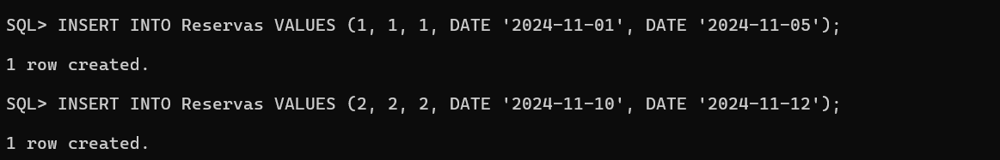 SQL> INSERT INTO Reservas VALUES (1, 1, 1, DATE '2024-11-01', DATE '2024-11-05');
1 row created.
SQL> INSERT INTO Reservas VALUES (2, 2, 2, DATE '2024-11-10', DATE '2024-11-12');
1 row created.